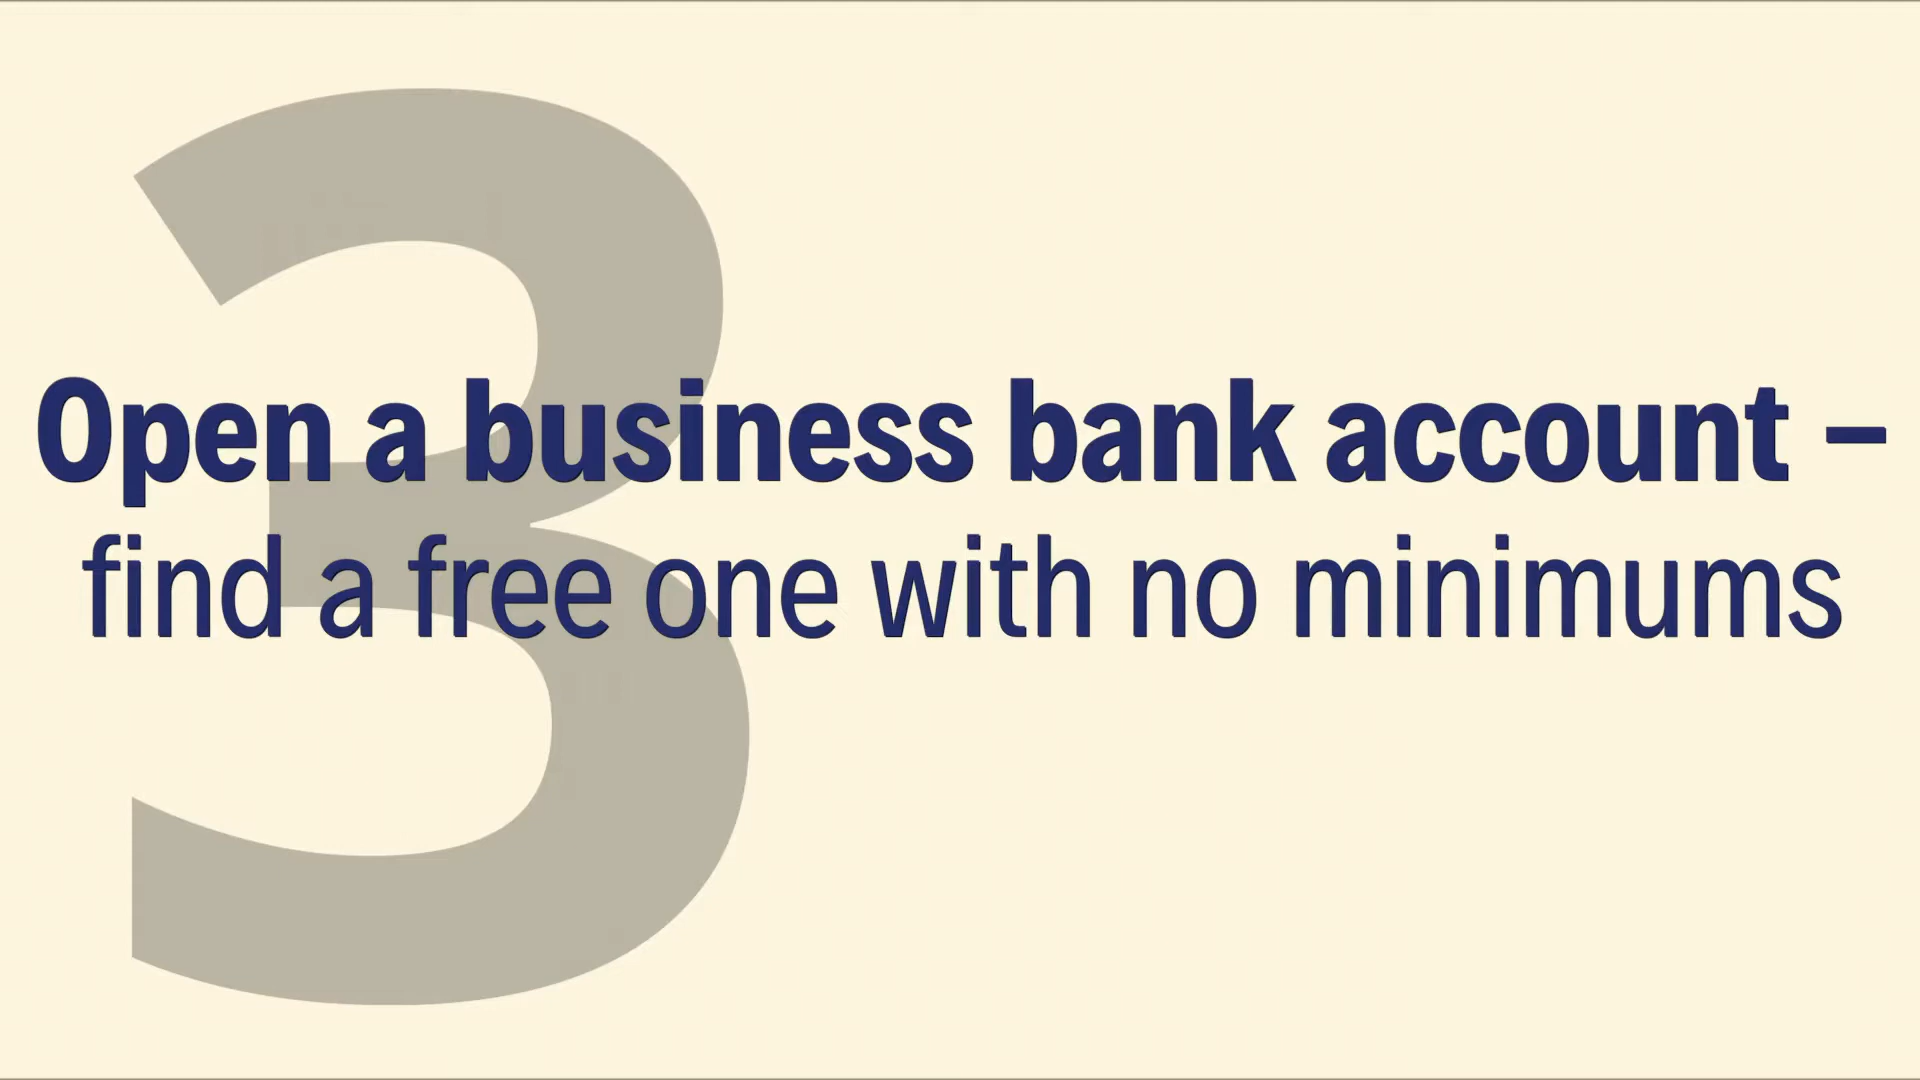 3
Open a business bank account –
find a free one with no minimums